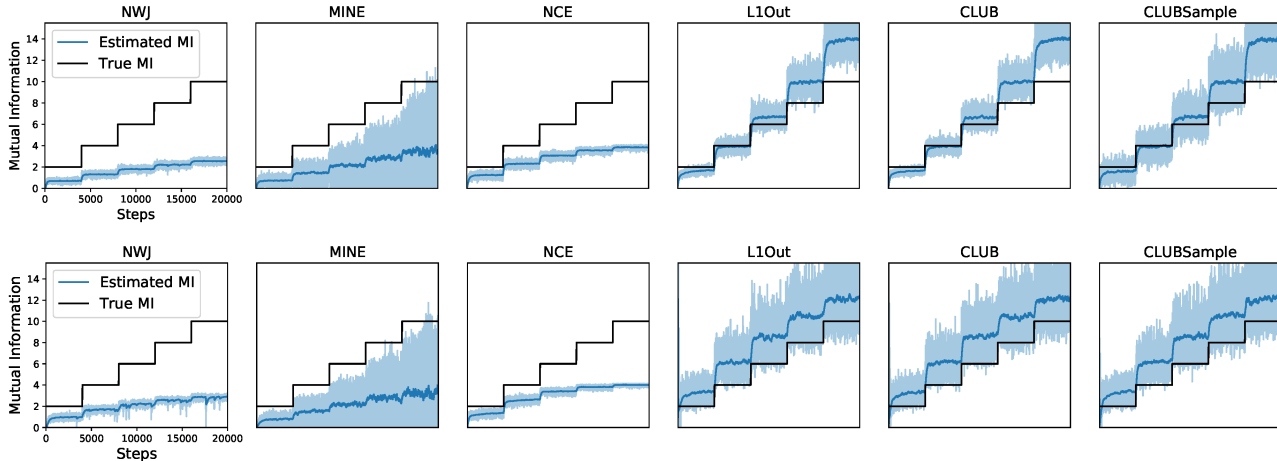 NWJ MINE NCE L1Out CLUB CLUBSample
Mutual Information
14
12
10
8
6
4
2
0
Estimated MI
True MI
0 5000 10000 15000 20000
Steps
NWJ MINE NCE L1Out CLUB CLUBSample
Mutual Information
14
12
10
8
6
4
2
0
Estimated MI
True MI
0 5000 10000 15000 20000
Steps